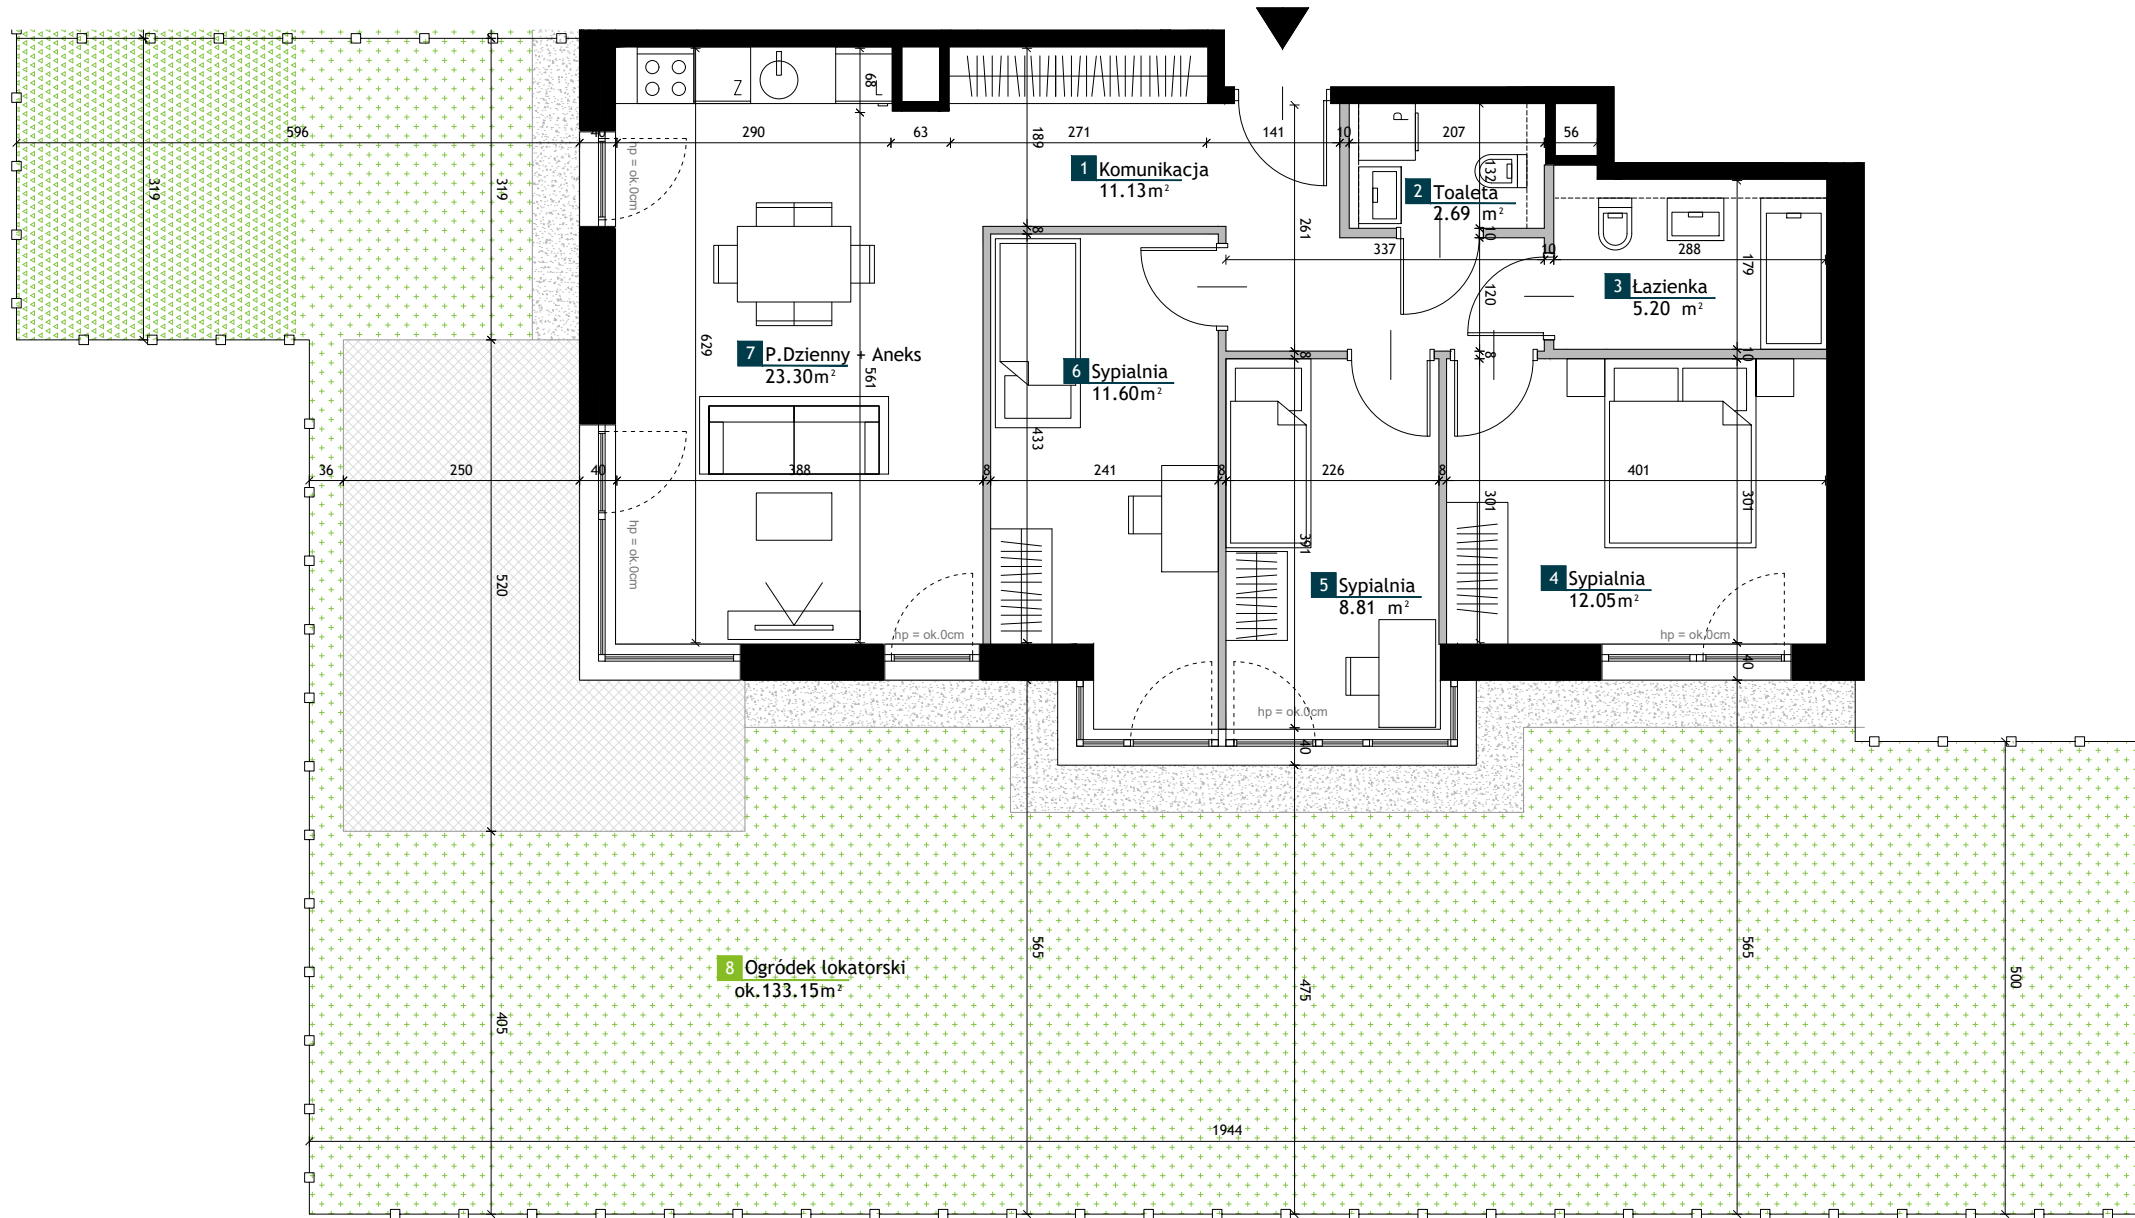 68
Z
L
596
40
290
63
271
141
10
207
56
P
hp = ok.0cm
189
132
319
319
1 Komunikacja
11.13m²
2 Toaleta
2.69 m²
261
8
10
337
10
288
179
120
3 Łazienka
5.20 m²
629
7 P.Dzienny + Aneks
23.30m²
561
6 Sypialnia
11.60m²
8
8
10
433
36
250
40
388
8
241
8
226
8
401
301
301
hp = ok.0cm
391
520
5 Sypialnia
8.81 m²
4 Sypialnia
12.05m²
hp = ok.0cm
hp = ok.0cm
40
hp = ok.0cm
40
565
565
8 Ogródek lokatorski
ok.133.15m²
475
500
405
1944